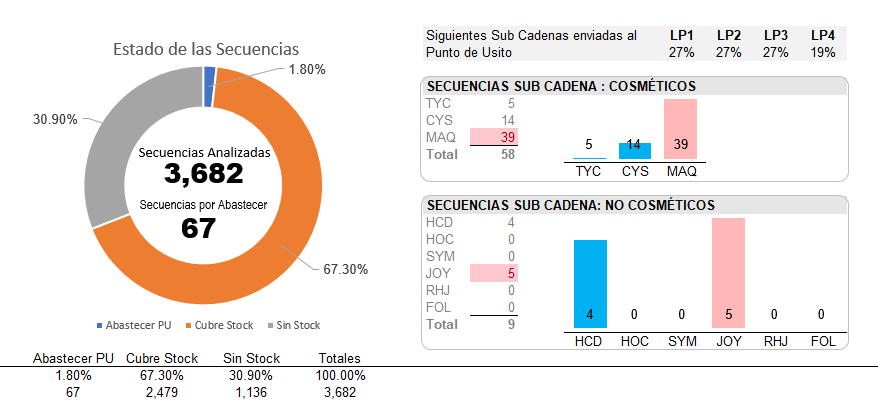 Estado de las Secuencias
1.80%
30.90%
67.30%
Secuencias Analizadas
3,682
Secuencias por Abastecer
67
Abastecer PU Cubre Stock Sin Stock
Abastecer PU Cubre Stock Sin Stock Totales
1.80% 67.30% 30.90% 100.00%
67 2,479 1,136 3,682
Siguientes Sub Cadenas enviadas al LP1 LP2 LP3 LP4
Punto de Usito 27% 27% 27% 19%
SECUENCIAS SUB CADENA : COSMÉTICOS
TYC 5
CYS 14
MAQ 39
Total 58
5 14 39
TYC CYS MAQ
SECUENCIAS SUB CADENA: NO COSMÉTICOS
HCD 4
HOC 0
SYM 0
JOY 5
RHJ 0
FOL 0
Total 9
4 0 0 5 0 0
HCD HOC SYM JOY RHJ FOL